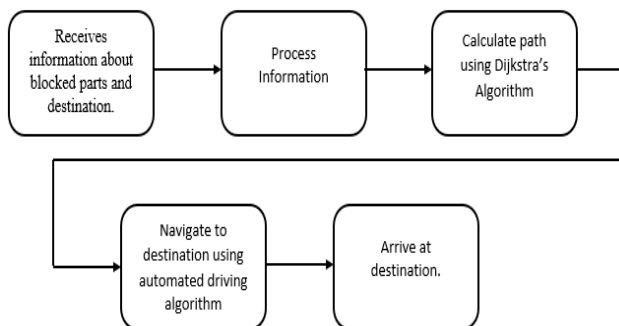 Receives
information about
blocked parts and
destination.
Process
Information
Calculate path
using Dijkstra's
Algorithm
Navigate to
destination using
automated driving
algorithm
Arrive at
destination.